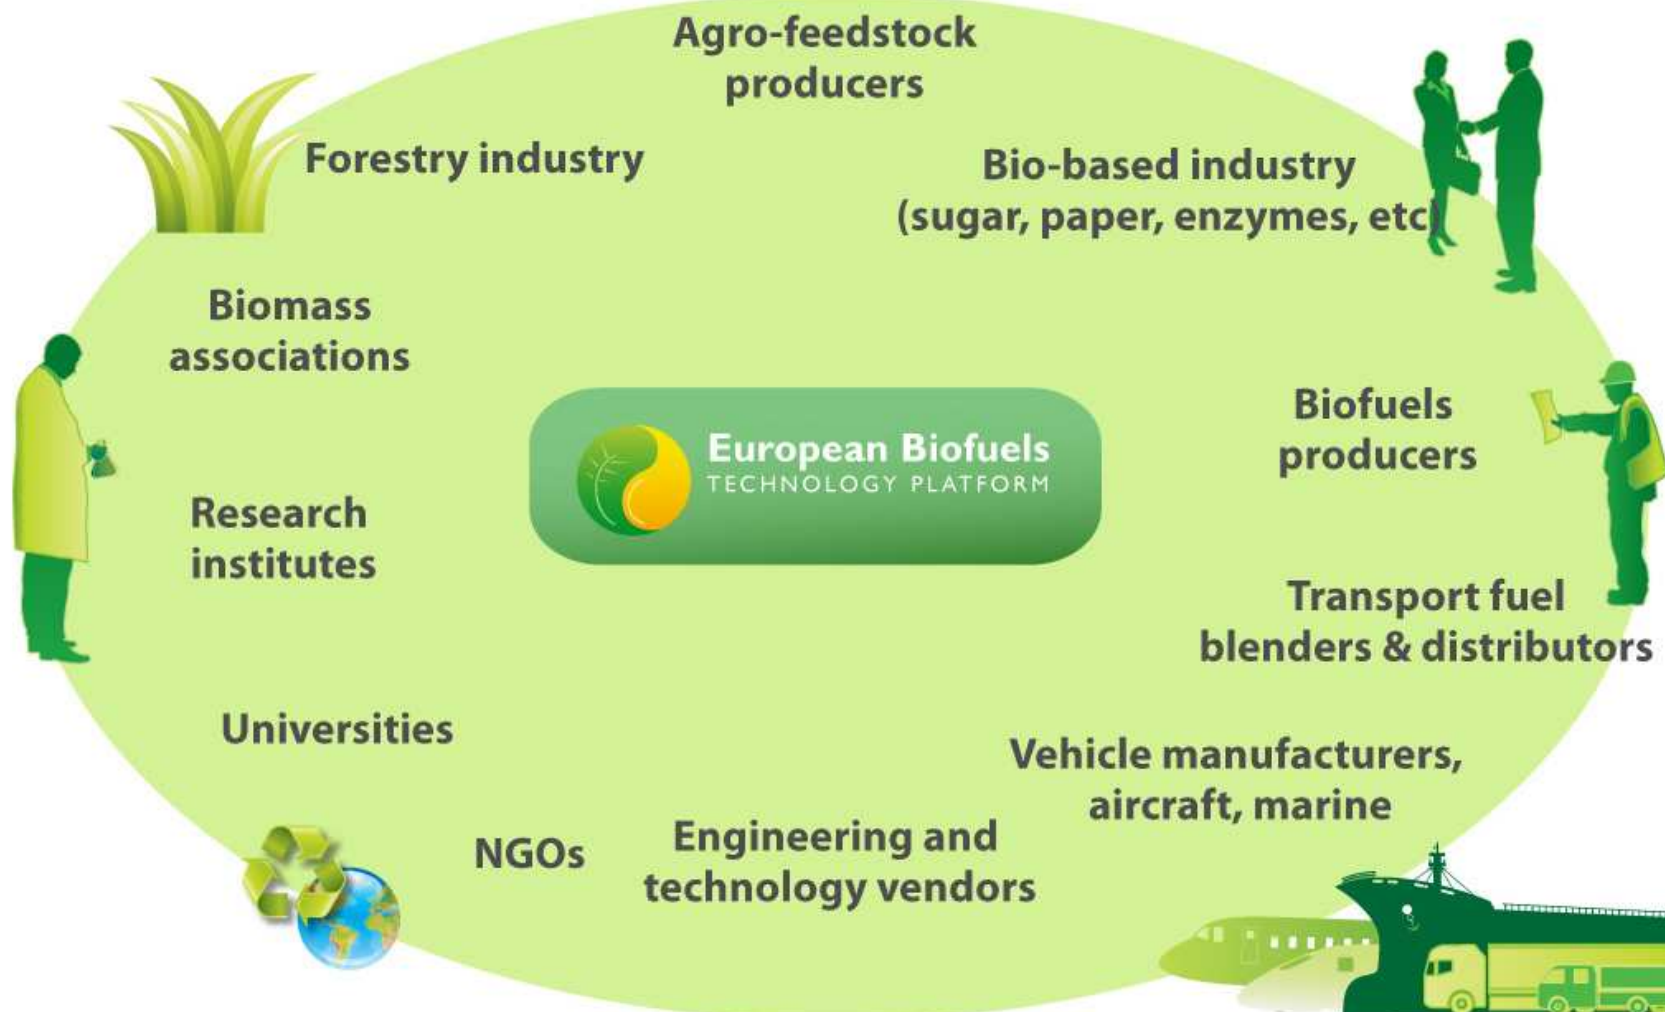 Agro-feedstock
producers
Forestry industry
Bio-based industry
(sugar, paper, enzymes, etc)
Biomass
associations
Biofuels
producers
European Biofuels
TECHNOLOGY PLATFORM
Research
institutes
Transport fuel
blenders & distributors
Universities
Vehicle manufacturers,
aircraft, marine
NGOs
Engineering and
technology vendors